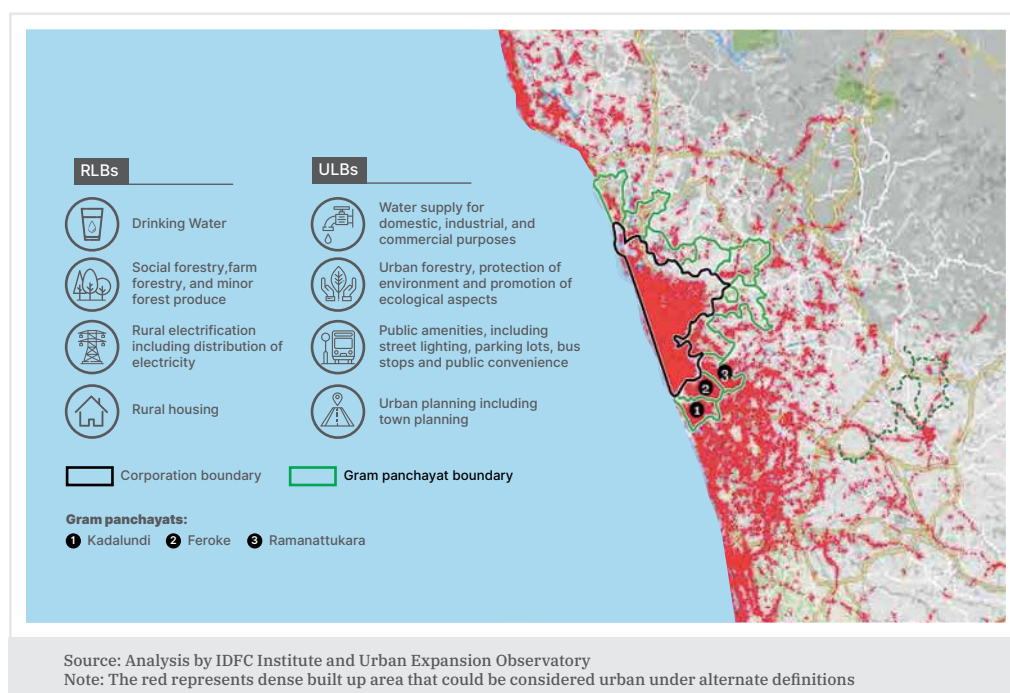 RLBs
Drinking Water
Social forestry,farm
forestry, and minor
forest produce
Rural electrification
including distribution of
electricity
Rural housing
ULBs
Water supply for
domestic, industrial, and
commercial purposes
Urban forestry, protection of
environment and promotion of
ecological aspects
Public amenities, including
street lighting, parking lots, bus
stops and public convenience
Urban planning including
town planning
Corporation boundary
Gram panchayat boundary
Gram panchayats:
1 Kadalundi 2 Feroke 3 Ramanattukara
3
2
1
Source: Analysis by IDFC Institute and Urban Expansion Observatory
Note: The red represents dense built up area that could be considered urban under alternate definitions